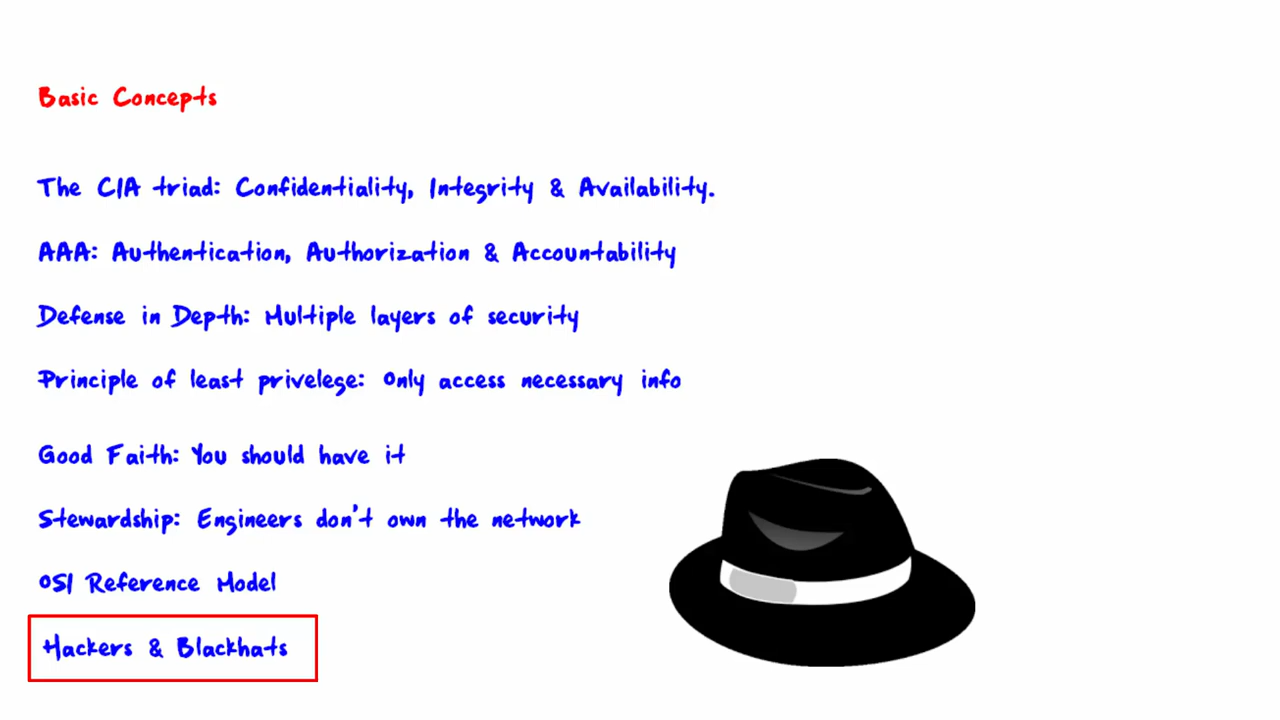 Basic Concepts
The CIA triad: Confidentiality, Integrity & Availability.
AAA: Authentication, Authorization & Accountability
Defense in Depth: Multiple layers of security
Principle of least privelege: Only access necessary info
Good Faith: You should have it
Stewardship: Engineers don't own the network
OSI Reference Model
Hackers & Blackhats